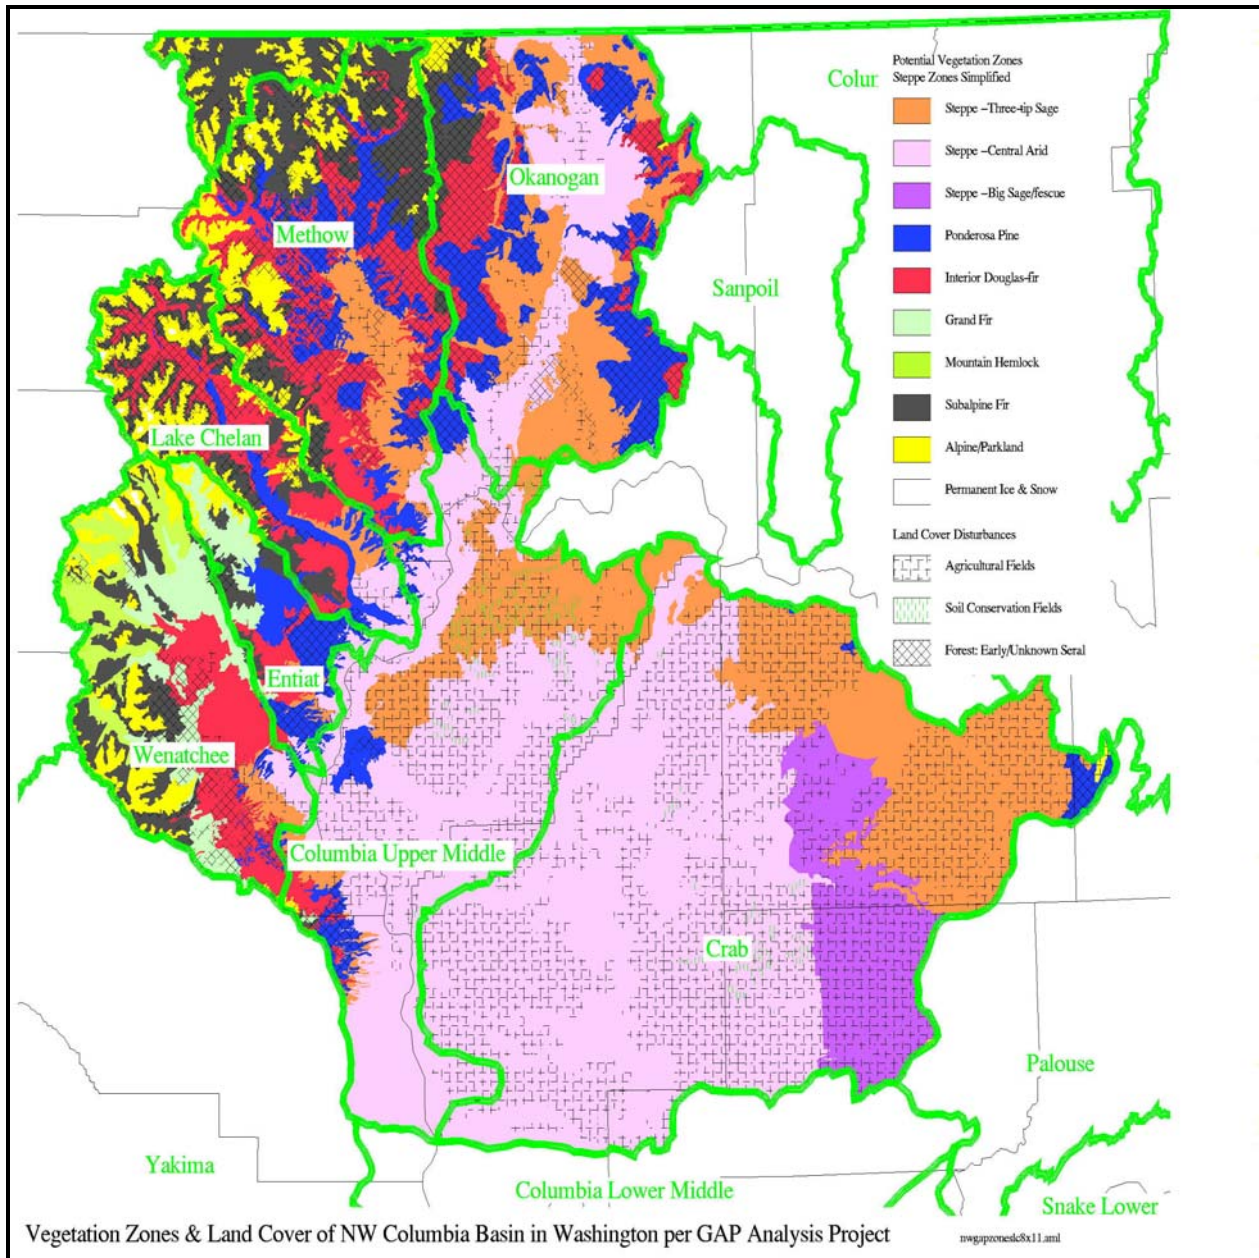 Potential Vegetation Zones
Steppe Zones Simplified
Colur
Steppe –Three-tip Sage
Steppe –Central Arid
Steppe –Big Sage/fescue
Ponderosa Pine
Interior Douglas-fir
Grand Fir
Mountain Hemlock
Subalpine Fir
Alpine/Parkland
Permanent Ice & Snow
Land Cover Disturbances
Agricultural Fields
Soil Conservation Fields
Forest: Early/Unknown Seral
Okanogan
Methow
Sanpoil
Lake Chelan
Entiat
Wenatchee
Columbia Upper Middle
Crab
Palouse
Yakima
Columbia Lower Middle
Snake Lower
Vegetation Zones & Land Cover of NW Columbia Basin in Washington per GAP Analysis Project
nwgapzoneslc8x11.aml